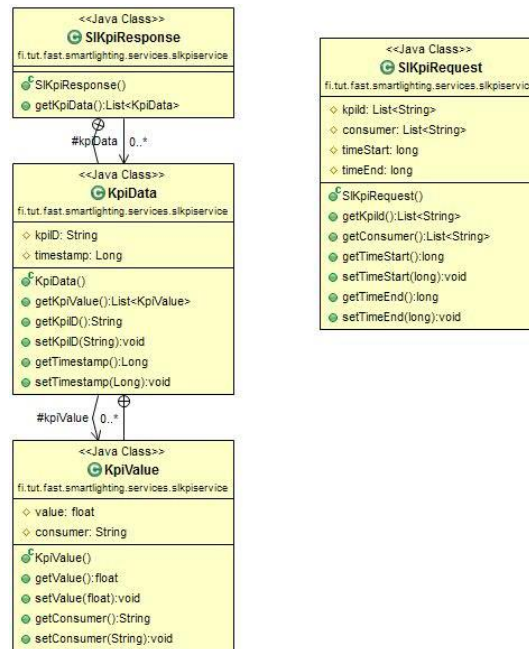 <<Java Class>>
SIKpiResponse
fi.tut.fast.smartlighting.services.slkpiservice
SIKpiResponse()
getKpiData():List<KpiData>
#kpiData 0..*
<<Java Class>>
KpiData
fi.tut.fast.smartlighting.services.slkpiservice
kpiID: String
timestamp: Long
KpiData()
getKpiValue():List<KpiValue>
getKpiID():String
setKpiID(String):void
getTimestamp():Long
setTimestamp(Long):void
#kpiValue 0..*
<<Java Class>>
KpiValue
fi.tut.fast.smartlighting.services.slkpiservice
value: float
consumer: String
KpiValue()
getValue():float
setValue(float):void
getConsumer():String
setConsumer(String):void
<<Java Class>>
SIKpiRequest
fi.tut.fast.smartlighting.services.slkpiservice
kpiId: List<String>
consumer: List<String>
timeStart: long
timeEnd: long
SIKpiRequest()
getKpiId():List<String>
getConsumer():List<String>
getTimeStart():long
setTimeStart(long):void
getTimeEnd():long
setTimeEnd(long):void